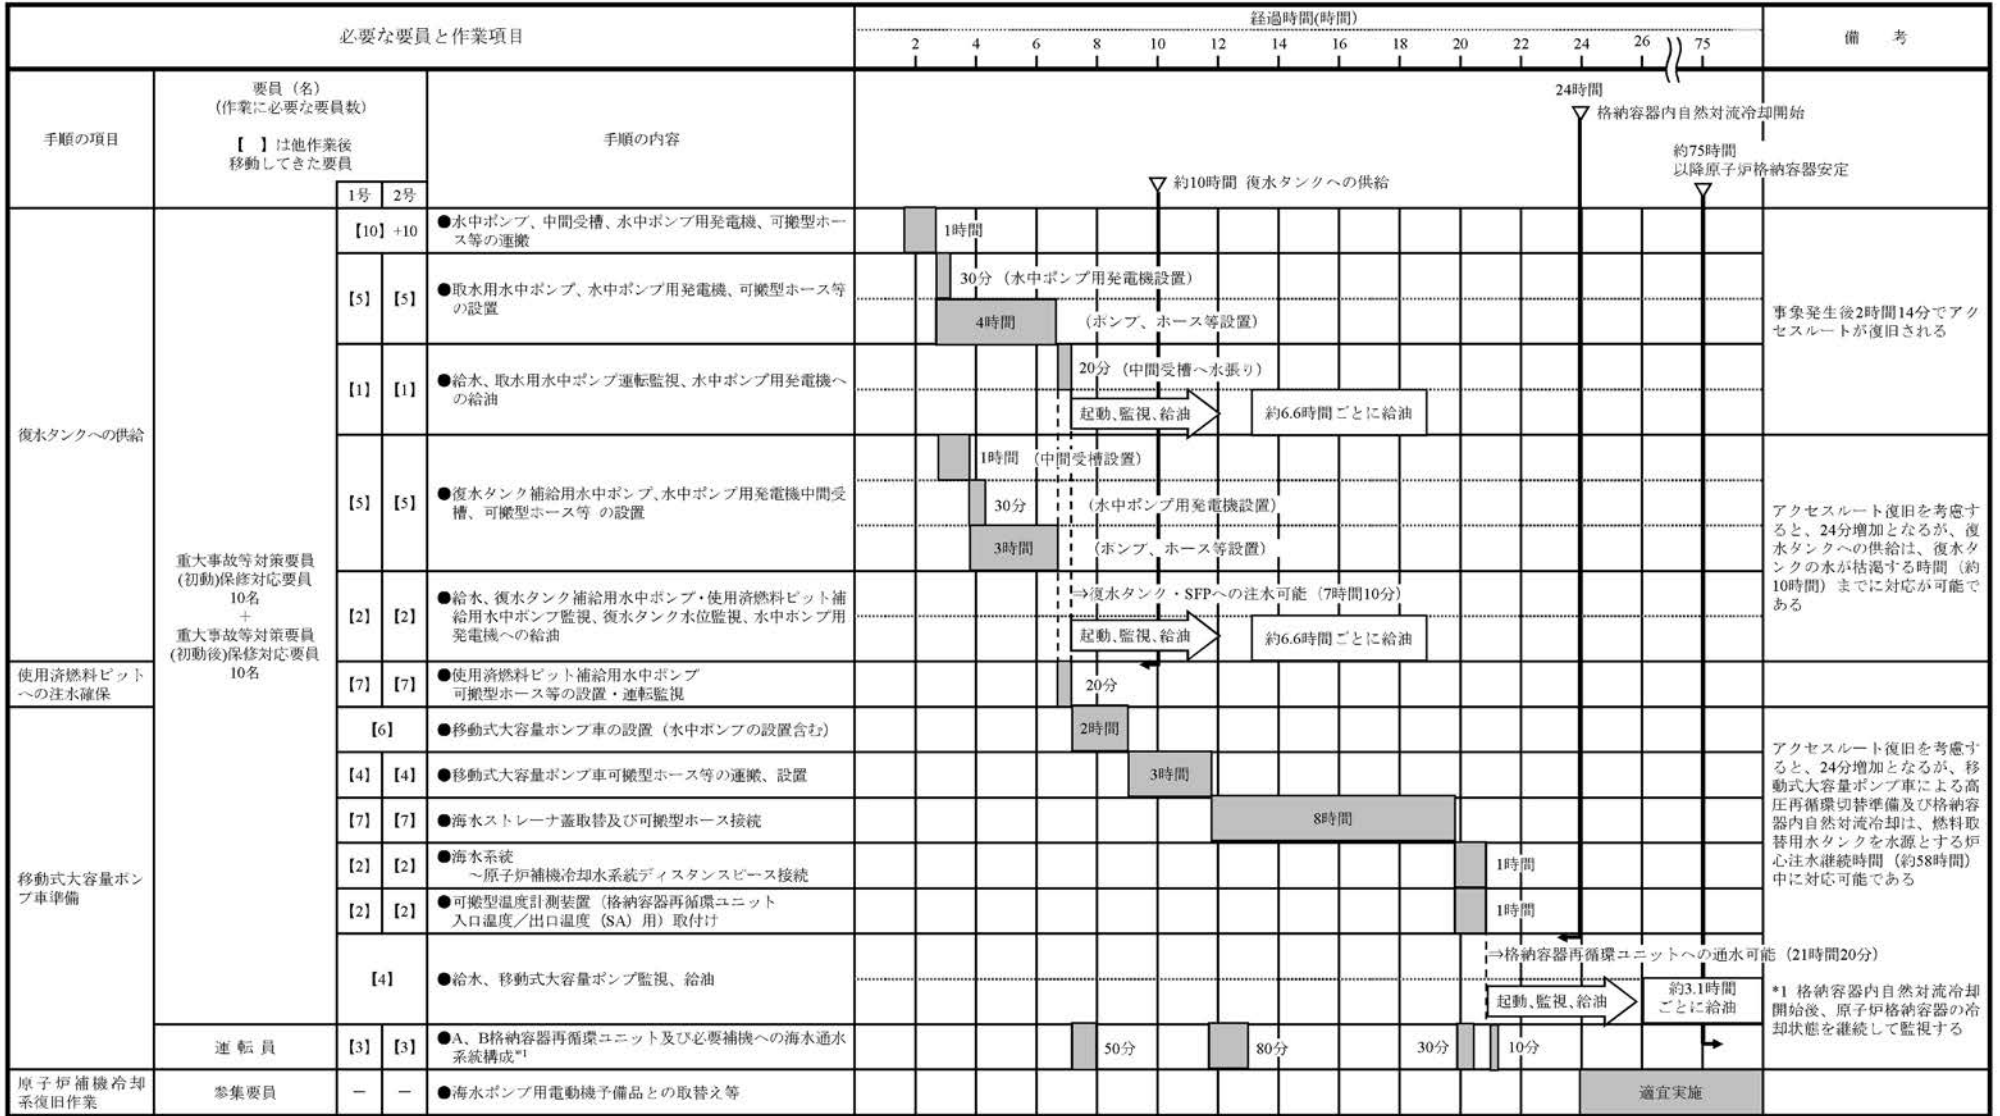 必要な要員と作業項目
経過時間(時間)
2 4 6 8 10 12 14 16 18 20 22 24 26 75
備 考
手順の項目
要員（名）
（作業に必要な要員数）
【 】は他作業後
移動してきた要員
1号 2号
手順の内容
24時間
格納容器内自然対流冷却開始
約75時間
以降原子炉格納容器安定
約10時間 復水タンクへの供給
復水タンクへの供給
重大事故等対策要員
(初動)保修対応要員
10名
+
重大事故等対策要員
(初動後)保修対応要員
10名
【10】+10
●水中ポンプ、中間受槽、水中ポンプ用発電機、可搬型ホー
ス等の運搬
1時間
【5】 【5】
●取水用水中ポンプ、水中ポンプ用発電機、可搬型ホース等
の設置
30分（水中ポンプ用発電機設置）
4時間 （ポンプ、ホース等設置）
事象発生後2時間14分でアク
セスルートが復旧される
【1】 【1】
●給水、取水用水中ポンプ運転監視、水中ポンプ用発電機へ
の給油
20分（中間受槽へ水張り）
起動、監視、給油
約6.6時間ごとに給油
【5】 【5】
●復水タンク補給用水中ポンプ、水中ポンプ用発電機中間受
槽、可搬型ホース等 の設置
1時間（中間受槽設置）
30分 （水中ポンプ用発電機設置）
3時間 （ポンプ、ホース等設置）
アクセスルート復旧を考慮す
ると、24分増加となるが、復
水タンクへの供給は、復水タ
ンクの水が枯渇する時間（約
10時間）までに対応が可能で
ある
【2】 【2】
●給水、復水タンク補給用水中ポンプ・使用済燃料ピット補
給用水中ポンプ監視、復水タンク水位監視、水中ポンプ用
発電機への給油
⇒復水タンク・SFPへの注水可能（7時間10分）
起動、監視、給油
約6.6時間ごとに給油
使用済燃料ピット
への注水確保
【7】 【7】
●使用済燃料ピット補給用水中ポンプ
可搬型ホース等の設置・運転監視
20分
移動式大容量ポン
プ車準備
【6】
●移動式大容量ポンプ車の設置（水中ポンプの設置含む）
2時間
【4】 【4】
●移動式大容量ポンプ車可搬型ホース等の運搬、設置
3時間
【7】 【7】
●海水ストレーナ蓋取替及び可搬型ホース接続
8時間
【2】 【2】
●海水系統
～原子炉補機冷却水系統ディスタンスピース接続
1時間
【2】 【2】
●可搬型温度計測装置（格納容器再循環ユニット
入口温度／出口温度（SA）用）取付け
1時間
アクセスルート復旧を考慮す
ると、24分増加となるが、移
動式大容量ポンプ車による高
圧再循環切替準備及び格納容
器内自然対流冷却は、燃料取
替用水タンクを水源とする炉
心注水継続時間（約58時間）
中に対応可能である
【4】
●給水、移動式大容量ポンプ監視、給油
⇒格納容器再循環ユニットへの通水可能（21時間20分）
起動、監視、給油
約3.1時間
ごとに給油
*1 格納容器内自然対流冷却
開始後、原子炉格納容器の冷
却状態を継続して監視する
運 転 員
【3】 【3】
●A、B格納容器再循環ユニット及び必要補機への海水通水
系統構成*1
50分 80分 30分 10分
原子炉補機冷却
系復旧作業
参集要員
－ －
●海水ポンプ用電動機予備品との取替え等
適宜実施